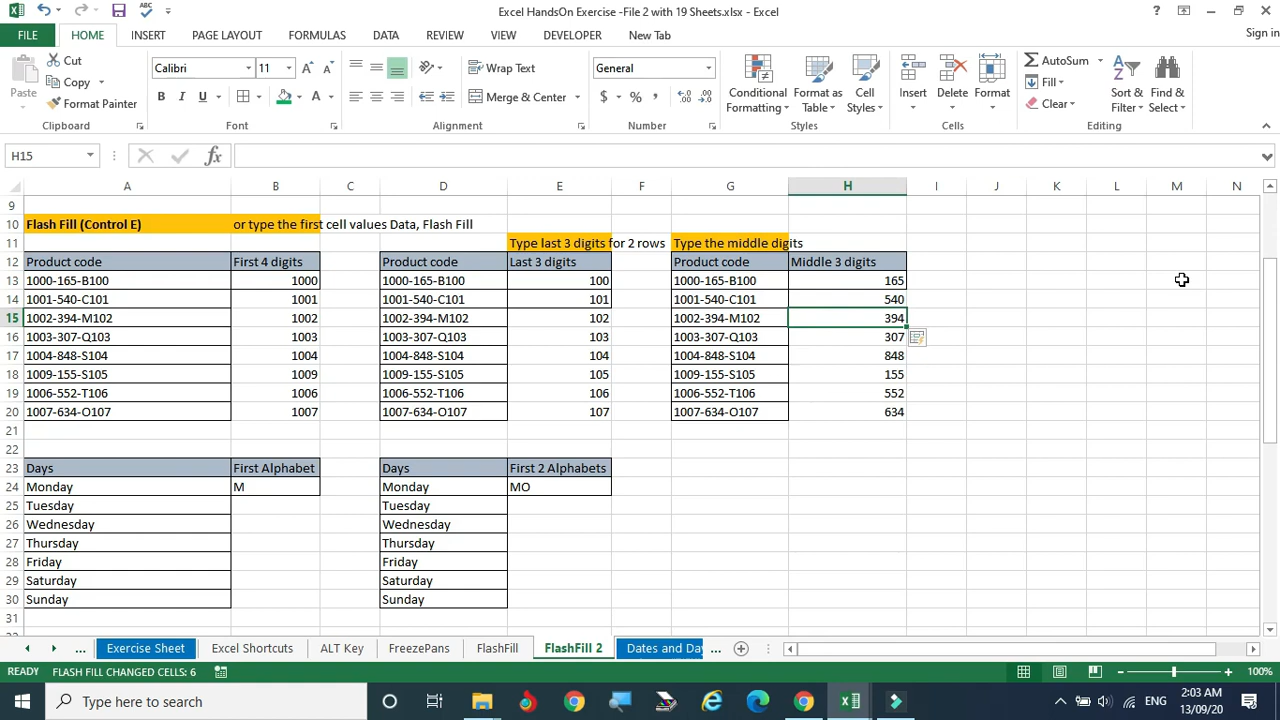 Excel HandsOn Exercise -File 2 with 19 Sheets.xlsx - Excel
FILE HOME INSERT PAGE LAYOUT FORMULAS DATA REVIEW VIEW DEVELOPER New Tab Sign in
Paste Cut Copy Format Painter Clipboard
Calibri 11 B I U A A A Font
Wrap Text Merge & Center Alignment
General $ % , Number
Conditional Formatting Format as Table Cell Styles Styles
Insert Delete Format Cells
AutoSum Fill Clear Sort & Filter Find & Select Editing
H15 fx
A B C D E F G H I J K L M N
9
10 Flash Fill (Control E) or type the first cell values Data, Flash Fill
11 Type last 3 digits for 2 rows Type the middle digits
12 Product code First 4 digits Product code Last 3 digits Product code Middle 3 digits
13 1000-165-B100 1000 1000-165-B100 100 1000-165-B100 165
14 1001-540-C101 1001 1001-540-C101 101 1001-540-C101 540
15 1002-394-M102 1002 1002-394-M102 102 1002-394-M102 394
16 1003-307-Q103 1003 1003-307-Q103 103 1003-307-Q103 307
17 1004-848-S104 1004 1004-848-S104 104 1004-848-S104 848
18 1009-155-S105 1009 1009-155-S105 105 1009-155-S105 155
19 1006-552-T106 1006 1006-552-T106 106 1006-552-T106 552
20 1007-634-O107 1007 1007-634-O107 107 1007-634-O107 634
21
22
23 Days First Alphabet Days First 2 Alphabets
24 Monday M Monday MO
25 Tuesday Tuesday
26 Wednesday Wednesday
27 Thursday Thursday
28 Friday Friday
29 Saturday Saturday
30 Sunday Sunday
31
... Exercise Sheet Excel Shortcuts ALT Key FreezePans FlashFill FlashFill 2 Dates and Day ...
READY FLASH FILL CHANGED CELLS: 6 100%
Type here to search ENG 2:03 AM
13/09/20